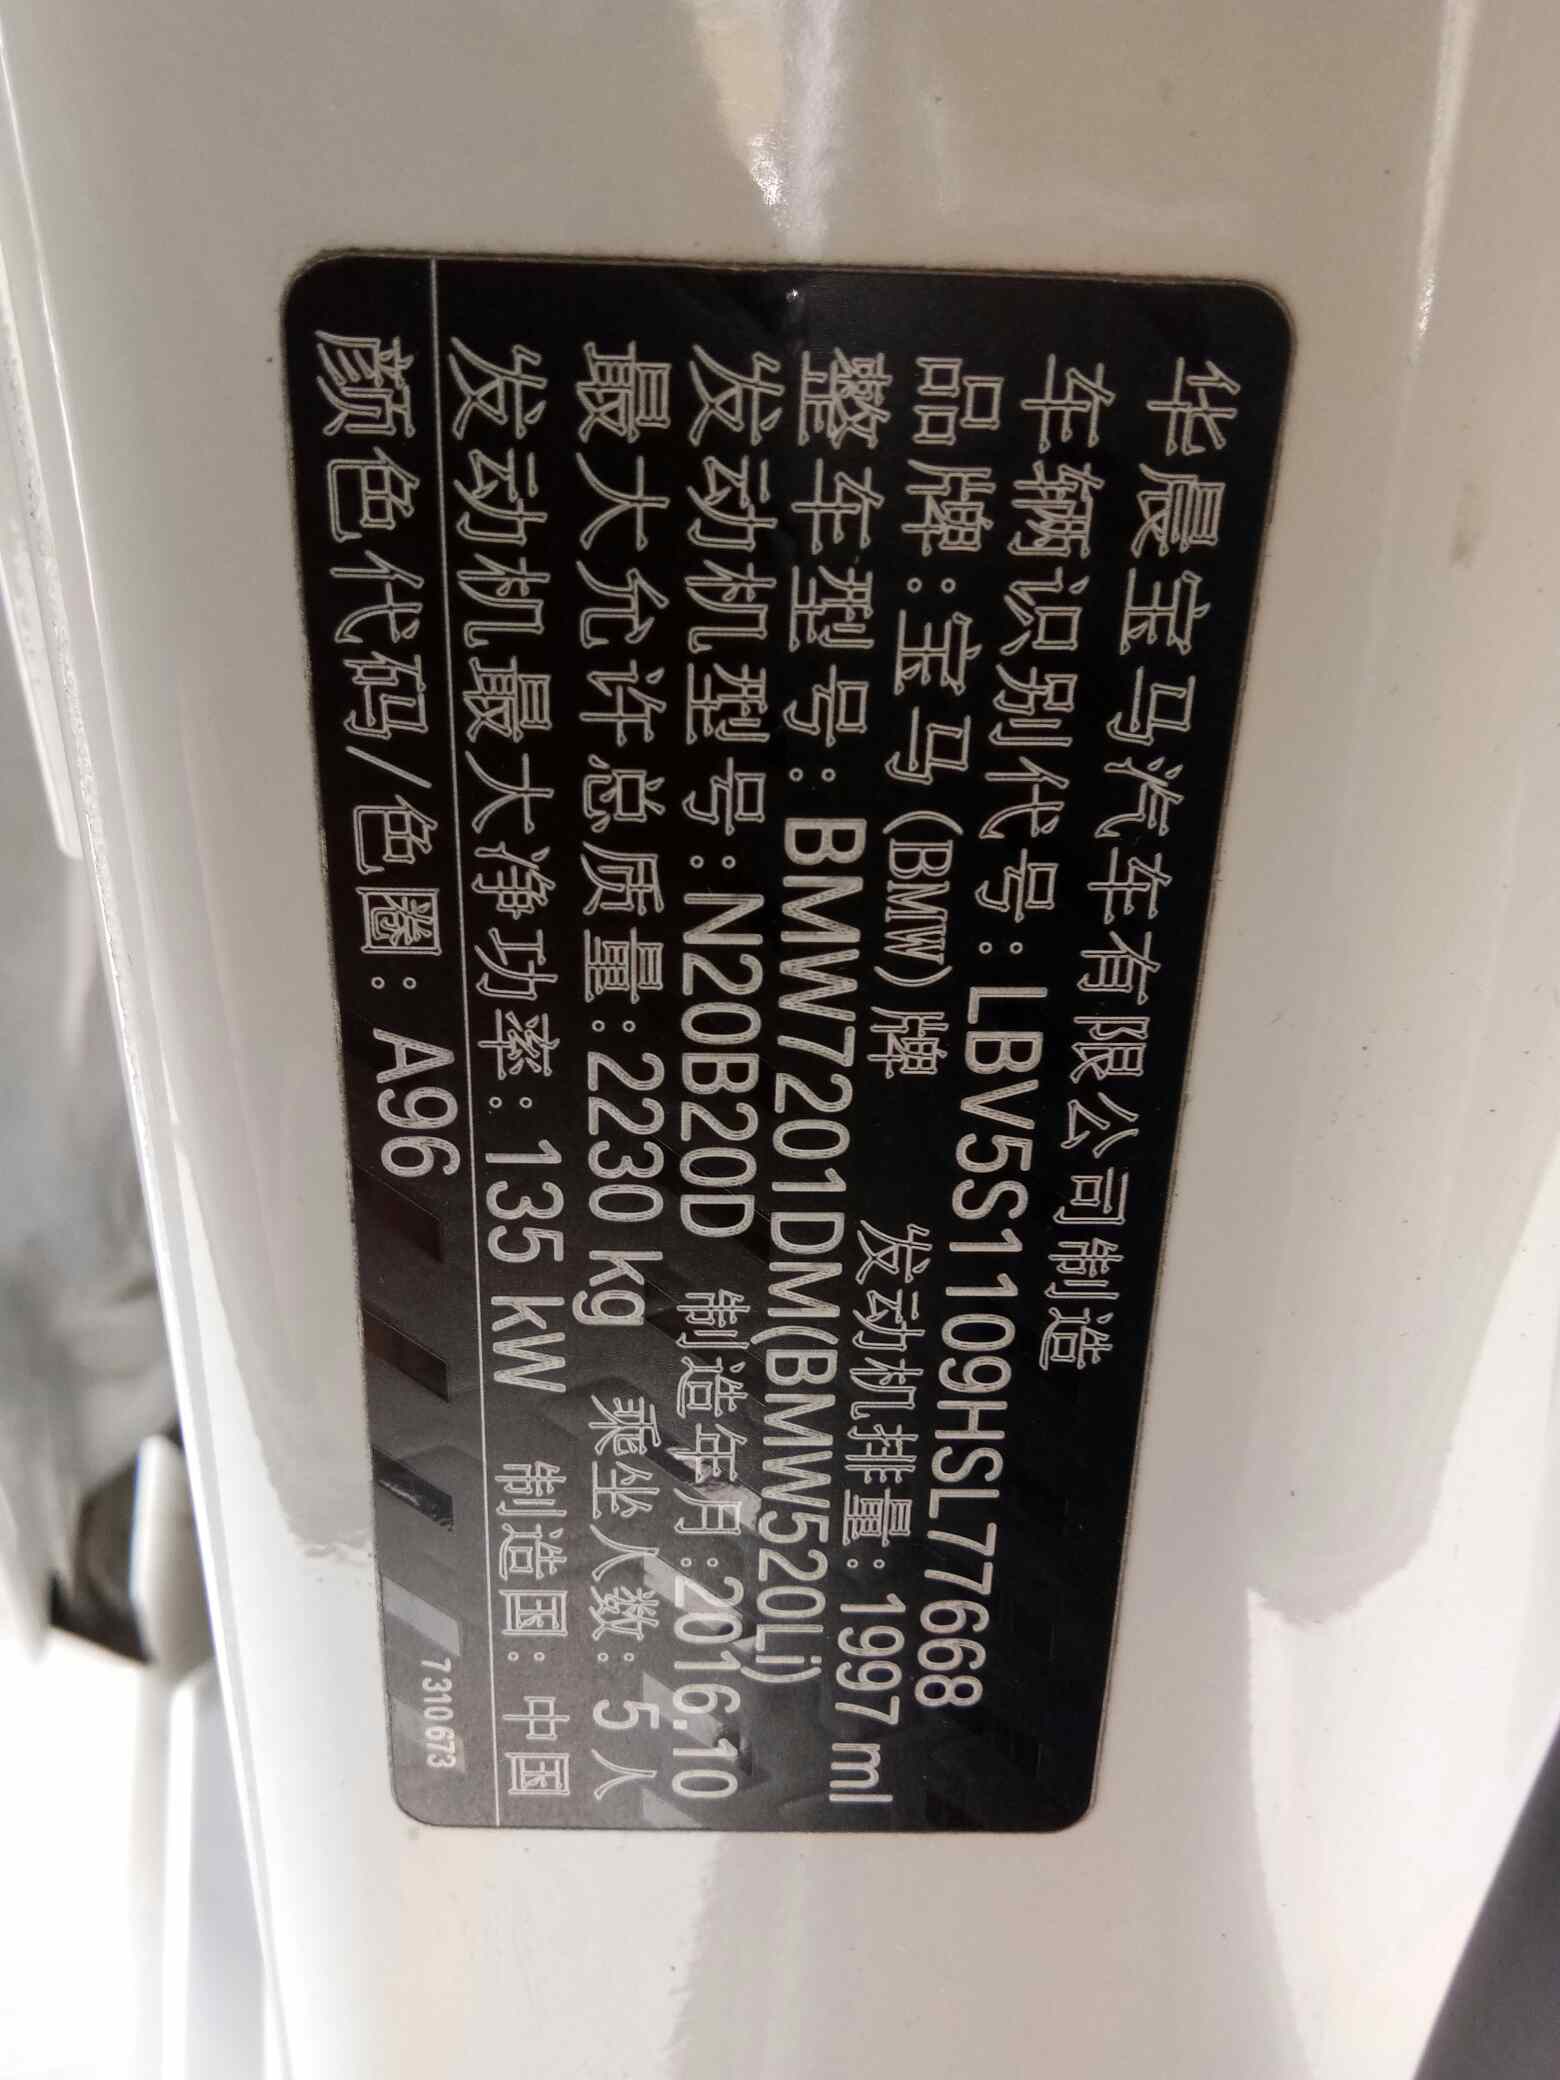 华晨宝马汽车有限公司制造
车辆识别代号：LBV5S1109HSL77668
品牌：宝马(BMW)牌 发动机排量：1997 ml
整车型号：BMW7201DM(BMW520Li)
发动机型号：N20B20D 制造年月：2016.10
最大允许总质量：2230 kg 乘坐人数：5 人
发动机最大净功率：135 kW 制造国：中国
颜色代码/色圈：A96
7310673